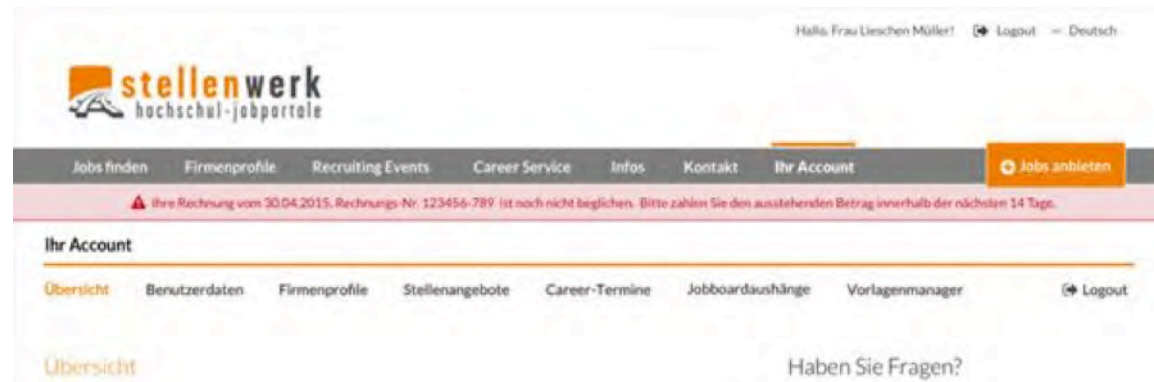 Hallo, Frau Lieschen Müller! Logout — Deutsch
stellenwerk
hochschul-jobportale
Jobs finden Firmenprofile Recruiting Events Career Service Infos Kontakt Ihr Account Jobs anbieten
Ihre Rechnung vom 30.04.2015, Rechnungs-Nr. 123456-789 ist noch nicht beglichen. Bitte zahlen Sie den ausstehenden Betrag innerhalb der nächsten 14 Tage.
Ihr Account
Übersicht Benutzerdaten Firmenprofile Stellenangebote Career-Termine Jobboardaushänge Vorlagenmanager Logout
Übersicht Haben Sie Fragen?